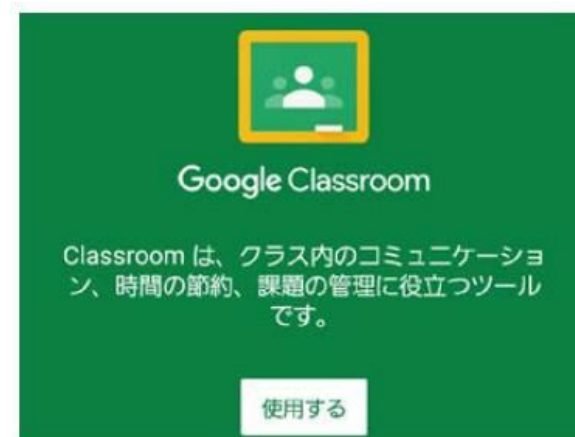 Google Classroom
Classroom は、クラス内のコミュニケーショ
ン、時間の節約、課題の管理に役立つツール
です。
使用する